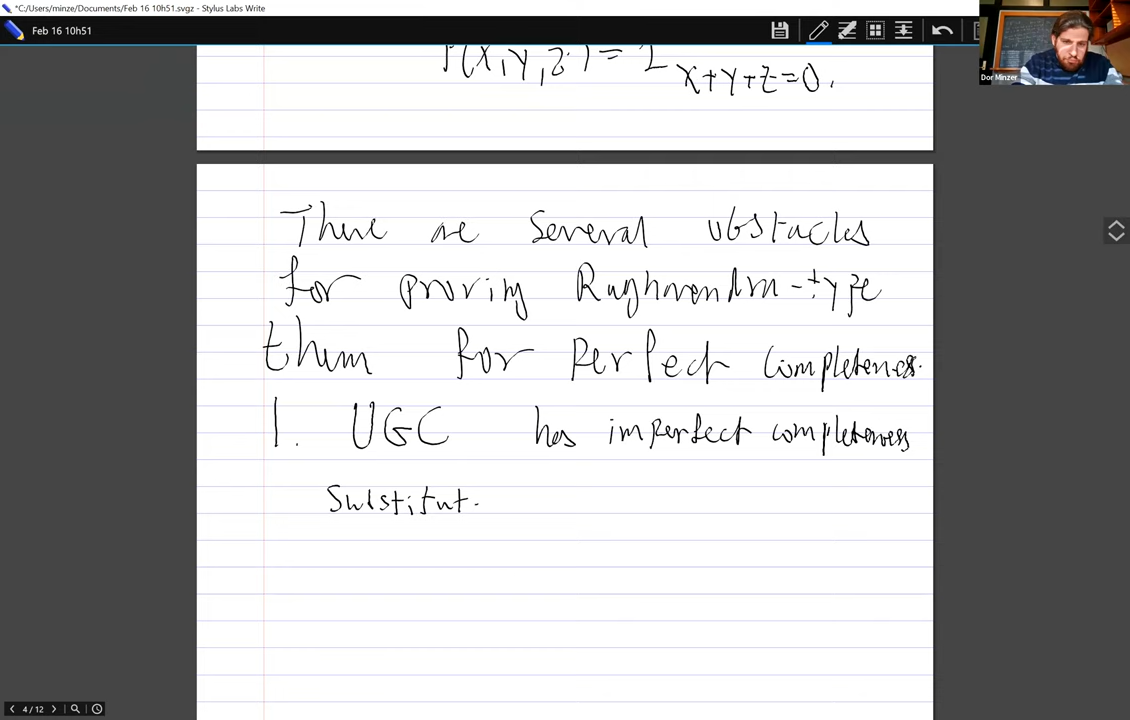 *C:/Users/minze/Documents/Feb 16 10h51.svgz - Stylus Labs Write
Feb 16 10h51
Dor Minzer
P(x,y,z) = 1 x+y+z=0.
There are several obstacles
for proving Raghavendra-type
thm for perfect completeness.
1. UGC has imperfect completeness
Substitut.
4 / 12